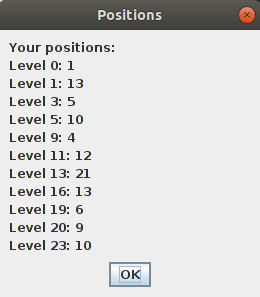 Positions
Your positions:
Level 0: 1
Level 1: 13
Level 3: 5
Level 5: 10
Level 9: 4
Level 11: 12
Level 13: 21
Level 16: 13
Level 19: 6
Level 20: 9
Level 23: 10
OK